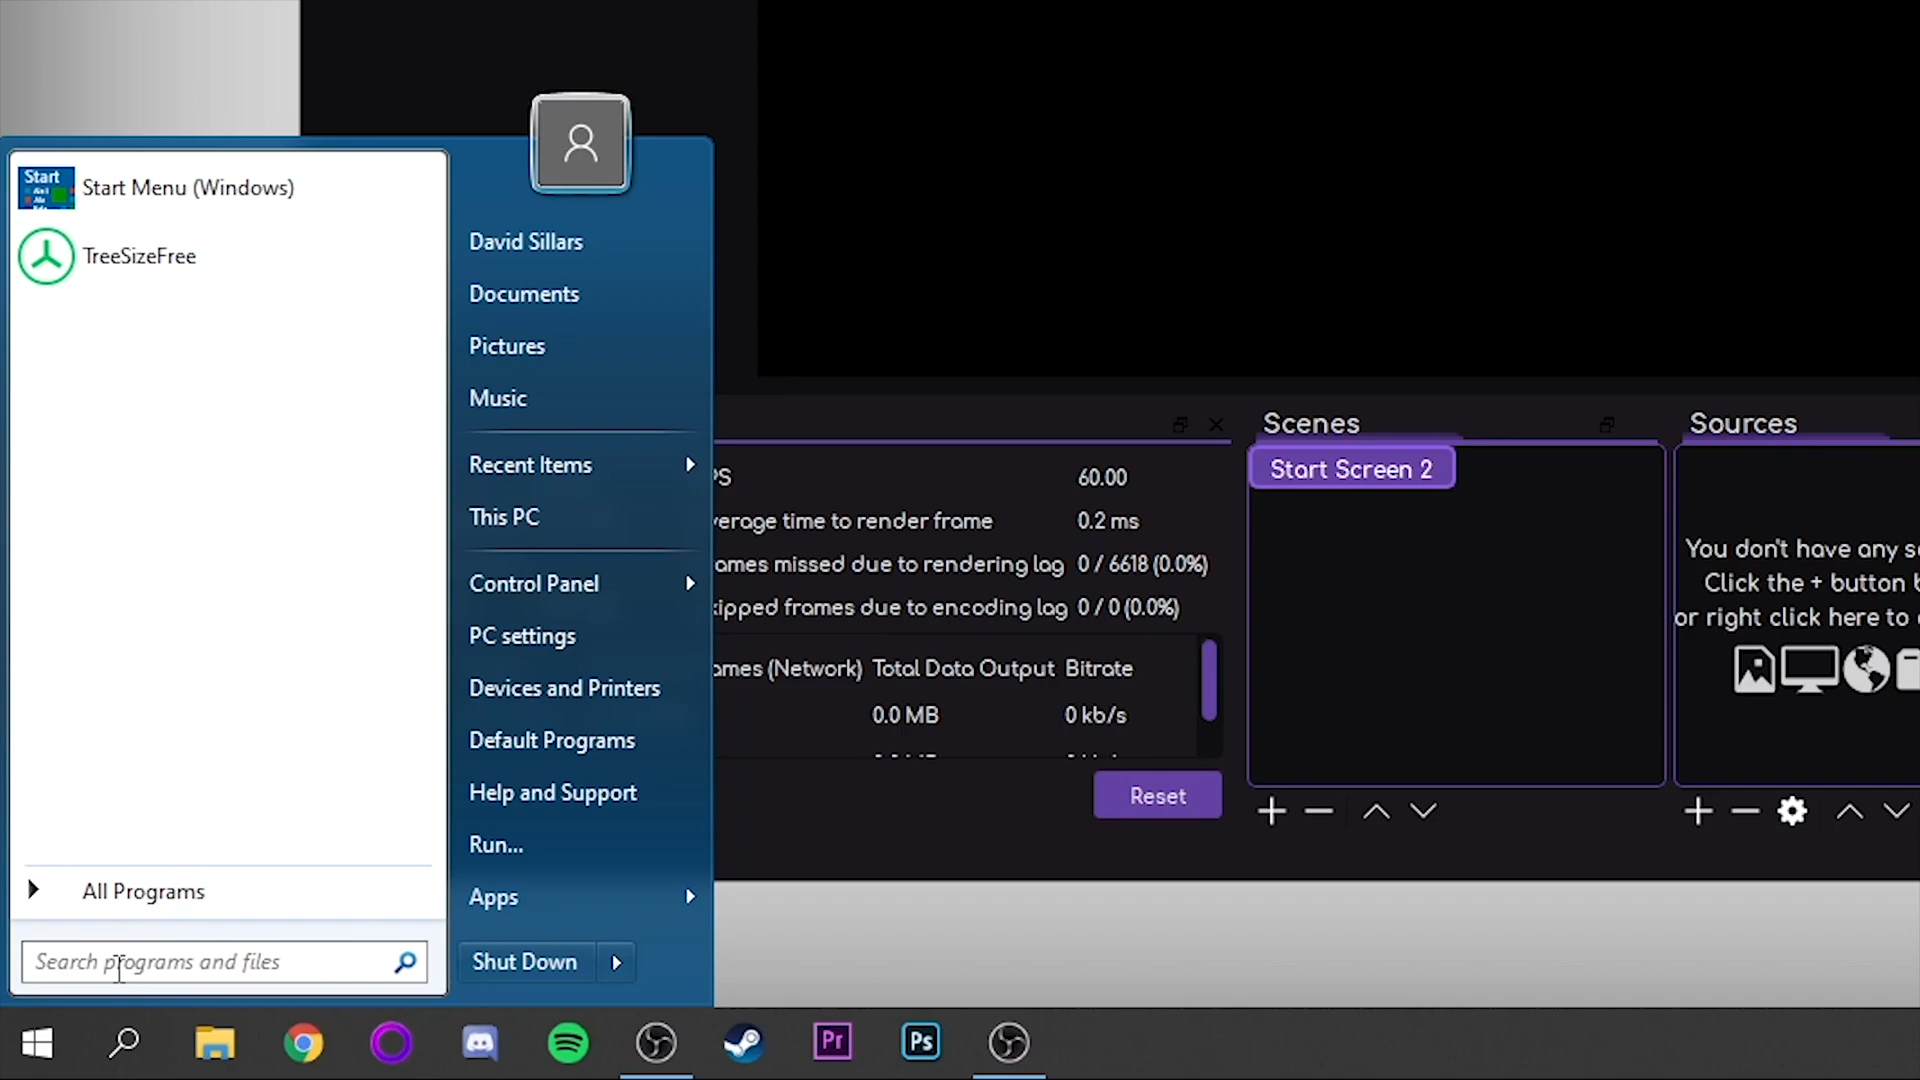 Start
Start Menu (Windows)
TreeSizeFree
All Programs
Search programs and files
David Sillars
Documents
Pictures
Music
Recent Items
This PC
Control Panel
PC settings
Devices and Printers
Default Programs
Help and Support
Run...
Apps
Shut Down
PS 60.00
verage time to render frame 0.2 ms
ames missed due to rendering lag 0 / 6618 (0.0%)
kipped frames due to encoding lag 0 / 0 (0.0%)
ames (Network) Total Data Output Bitrate
0.0 MB 0 kb/s
Reset
Scenes
Start Screen 2
Sources
You don't have any s
Click the + button b
or right click here to
Pr
Ps